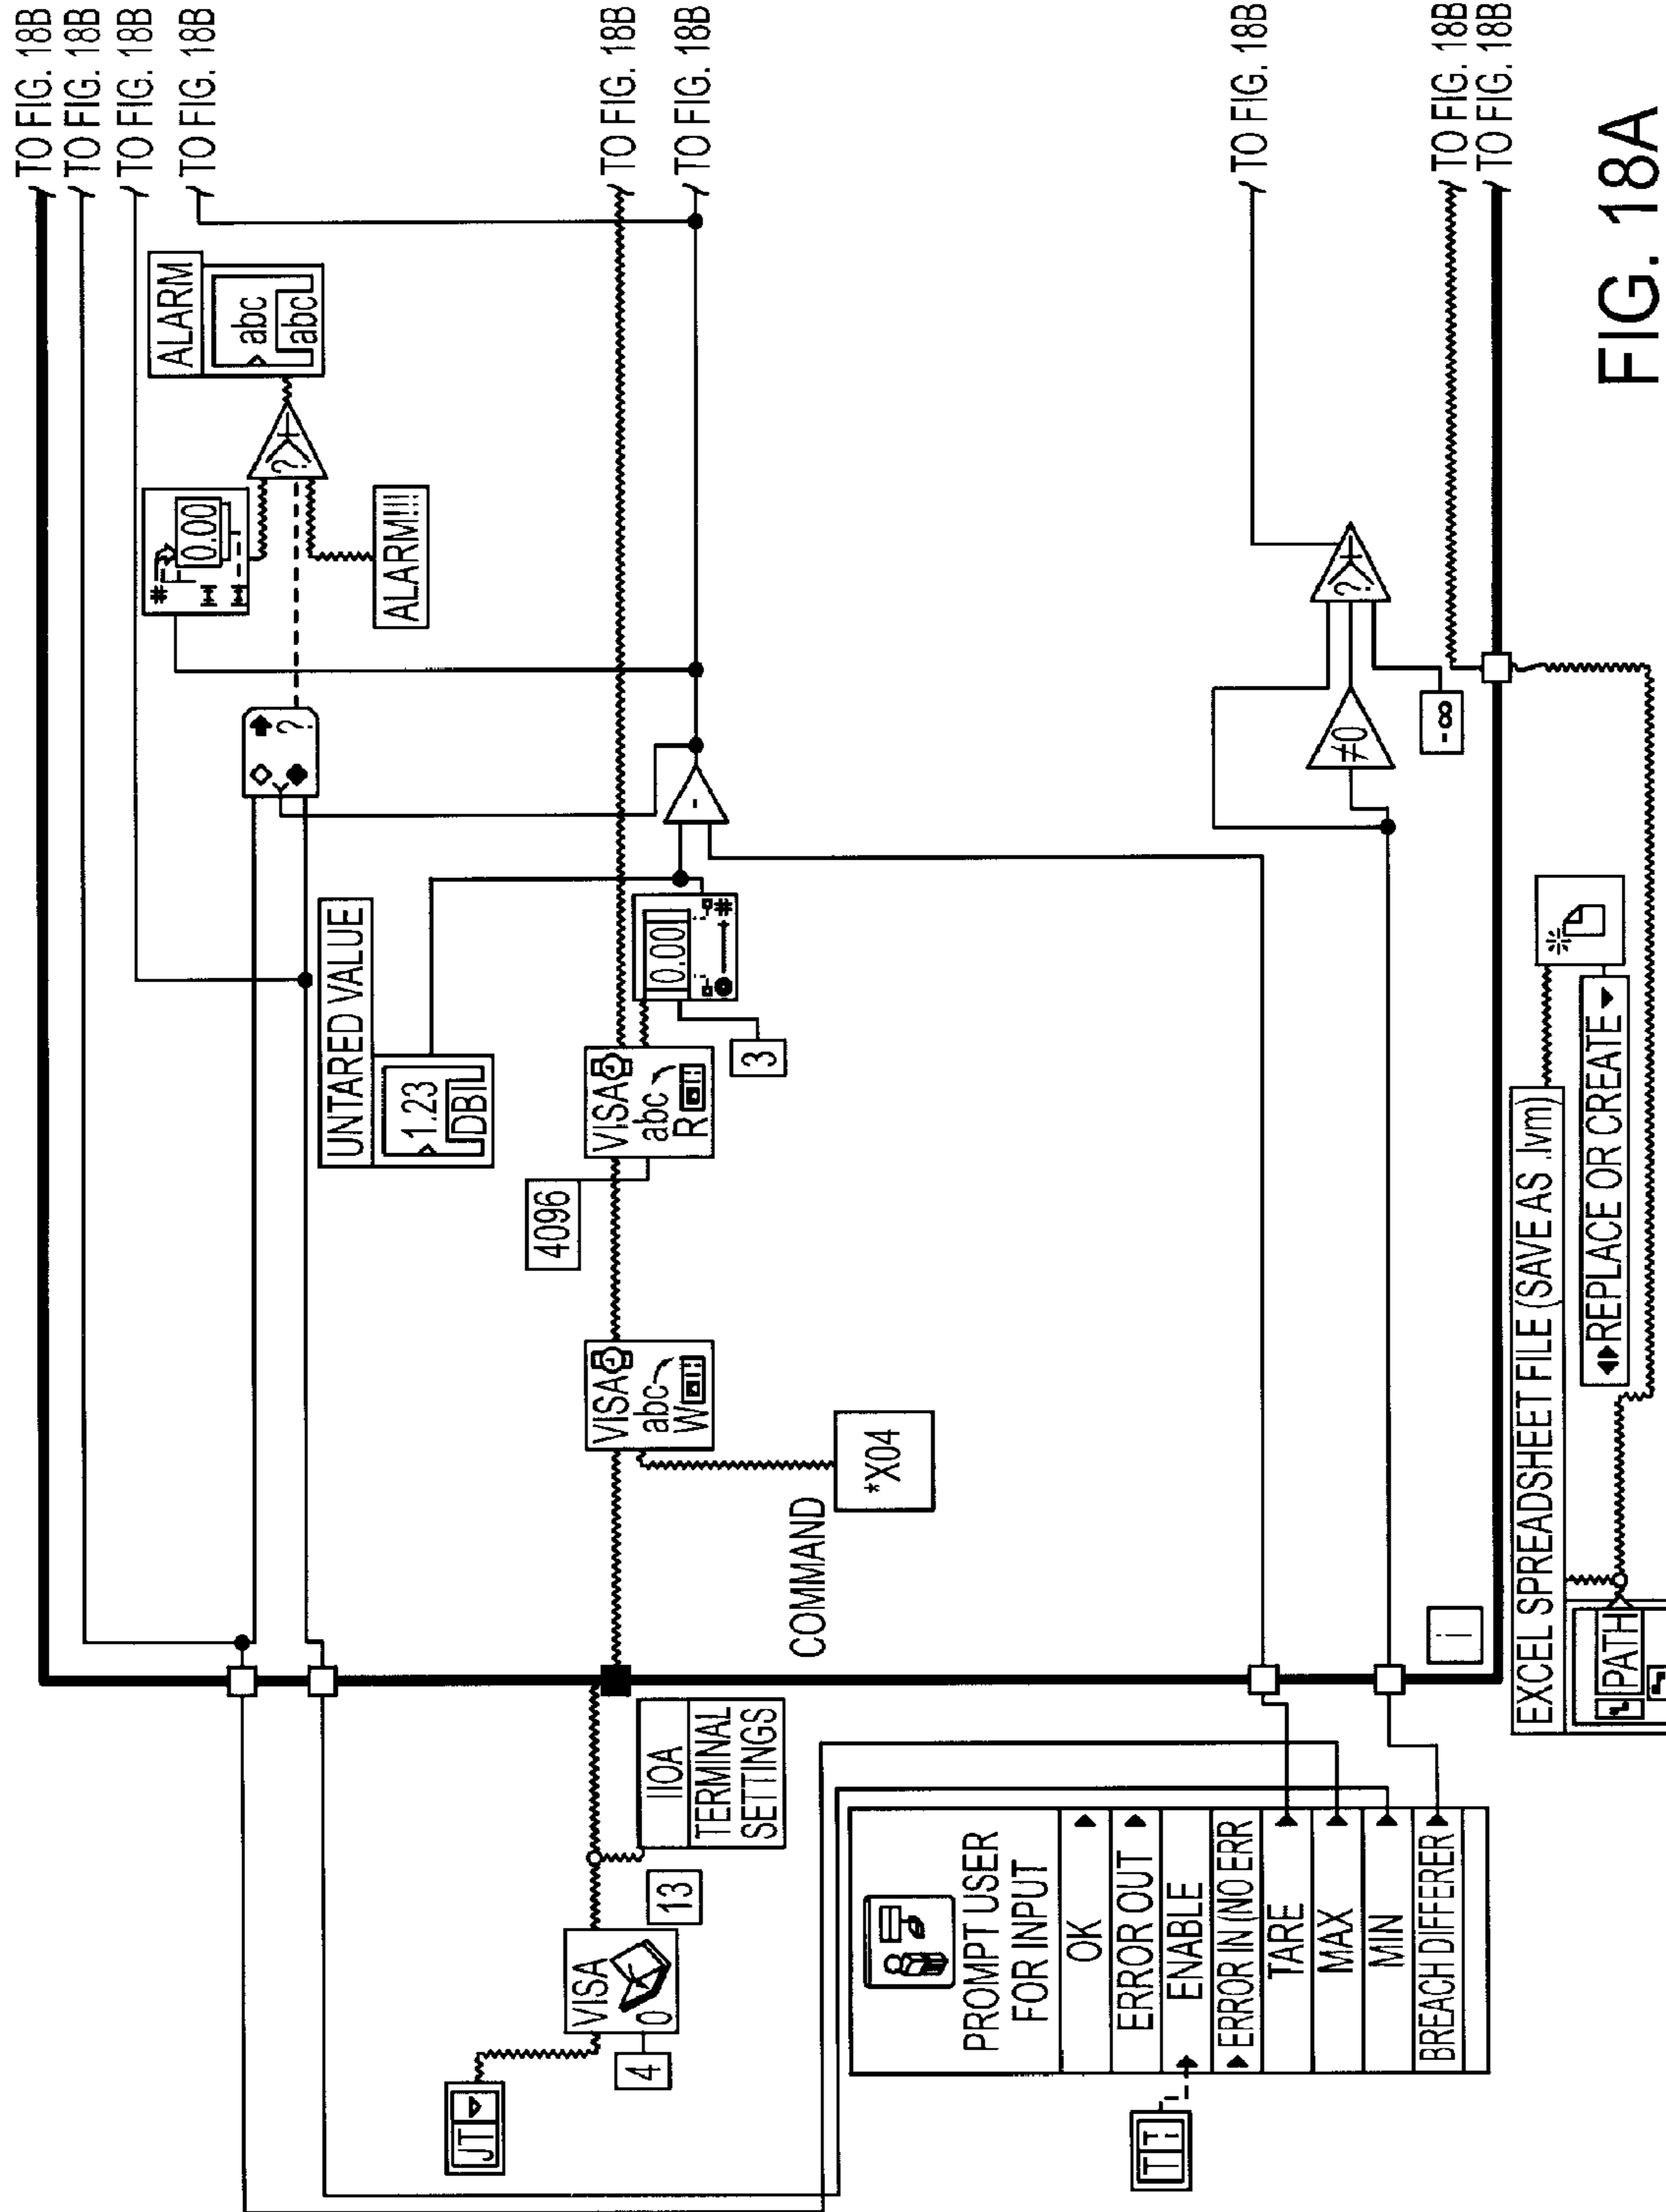 TO FIG. 18B
TO FIG. 18B
TO FIG. 18B
TO FIG. 18B
TO FIG. 18B
TO FIG. 18B
TO FIG. 18B
TO FIG. 18B
TO FIG. 18B
ALARM
abc
abc
#
F
0.00
?
ALARM!!!
?
UNTARED VALUE
1.23
DBL
4096
VISA
abc
R
0.00
#
3
-
VISA
abc
W
COMMAND
*X04
?
≠0
-∞
i
VISA
0
4
13
110A
TERMINAL
SETTINGS
PROMPT USER
FOR INPUT
OK
ERROR OUT
ENABLE
ERROR IN (NO ERR
TARE
MAX
MIN
BREACH DIFFERER
EXCEL SPREADSHEET FILE (SAVE AS .lvm)
PATH
REPLACE OR CREATE
FIG. 18A